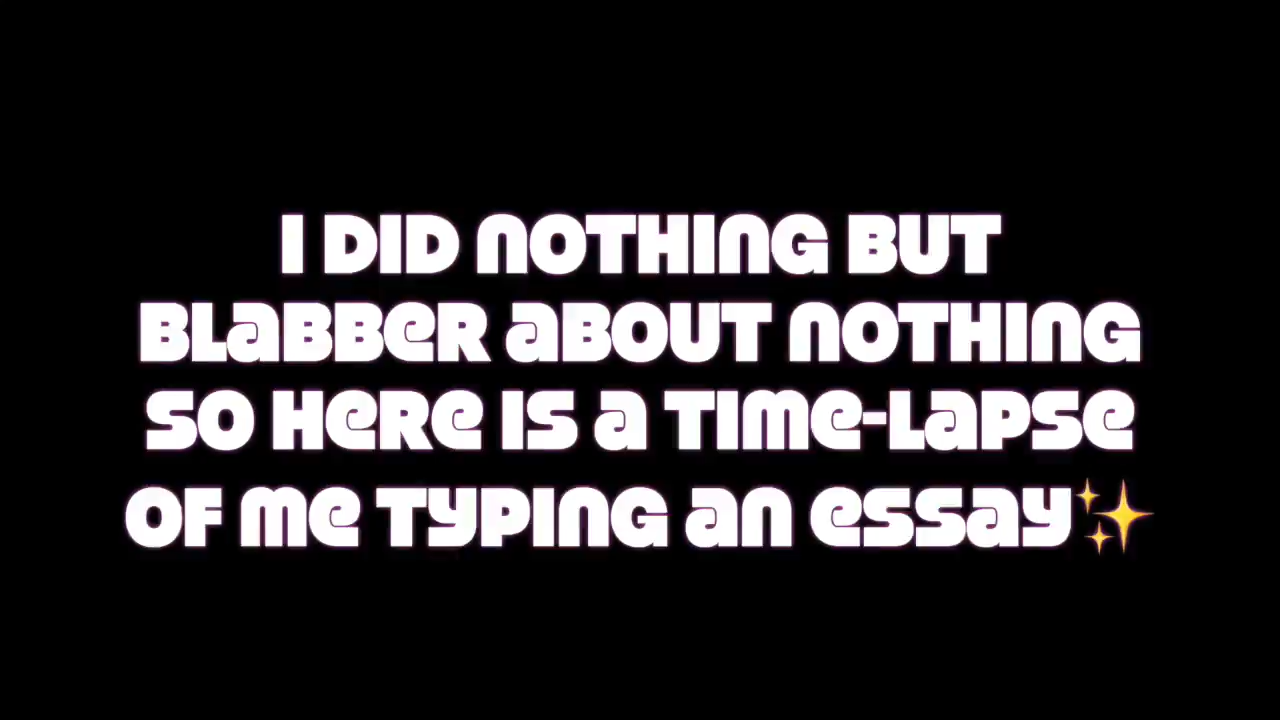 I DID NOTHING BUT
BLABBER ABOUT NOTHING
SO HERE IS A TIME-LAPSE
OF ME TYPING AN ESSAY✨